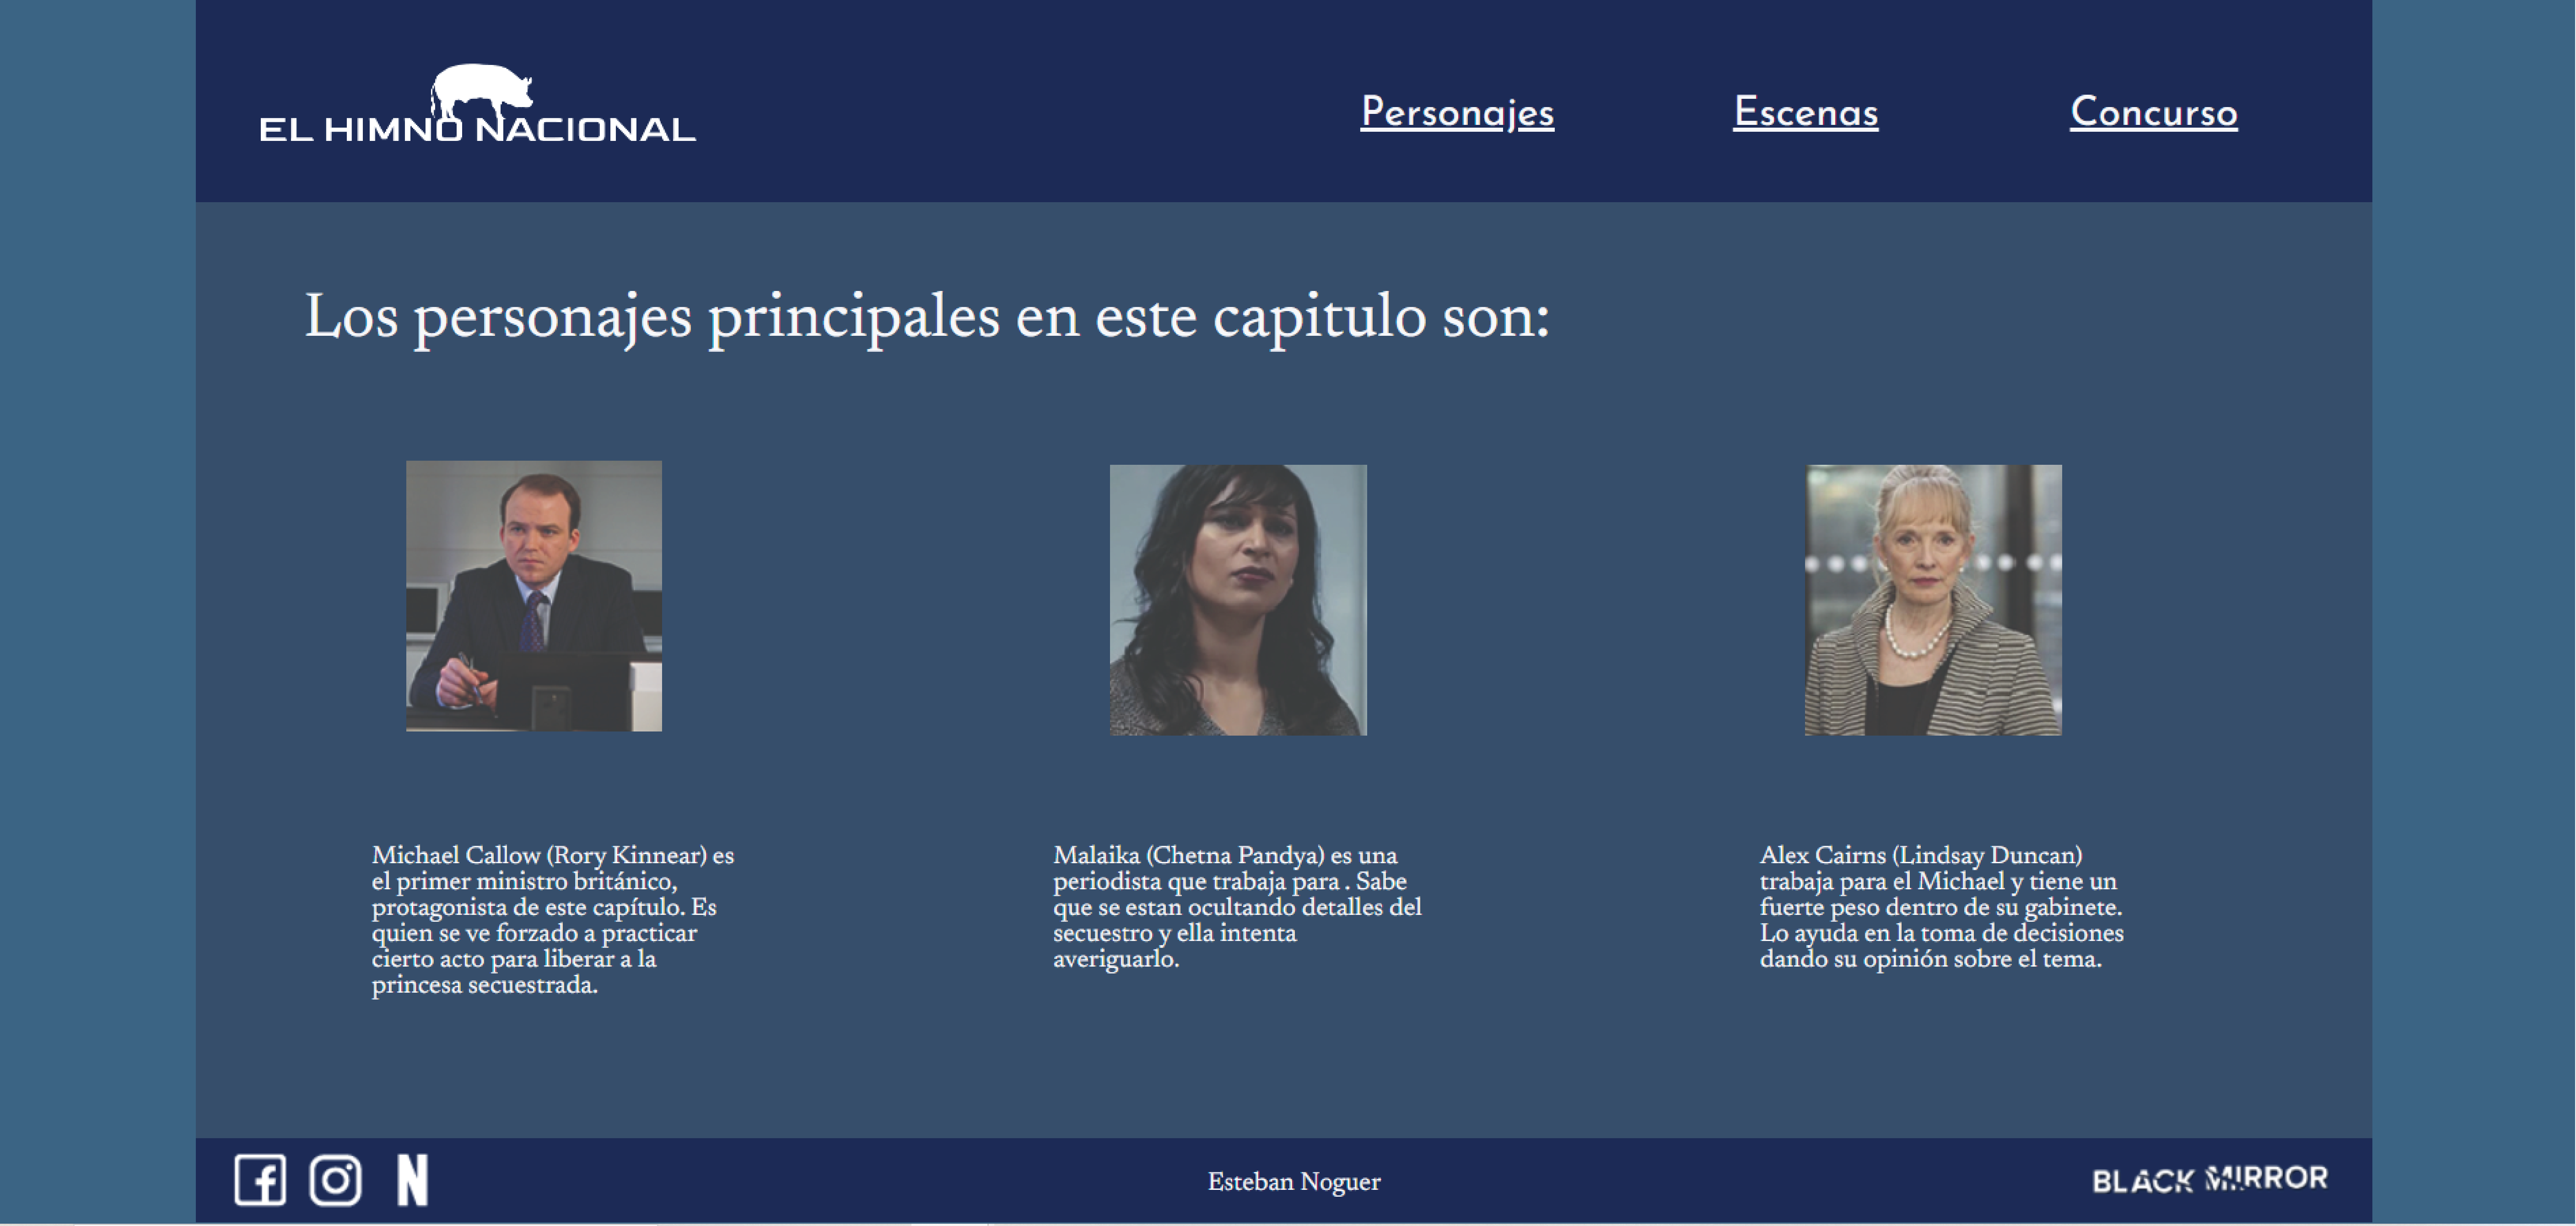 EL HIMNO NACIONAL
Personajes
Escenas
Concurso
Los personajes principales en este capitulo son:
Michael Callow (Rory Kinnear) es
el primer ministro británico,
protagonista de este capítulo. Es
quien se ve forzado a practicar
cierto acto para liberar a la
princesa secuestrada.
Malaika (Chetna Pandya) es una
periodista que trabaja para . Sabe
que se estan ocultando detalles del
secuestro y ella intenta
averiguarlo.
Alex Cairns (Lindsay Duncan)
trabaja para el Michael y tiene un
fuerte peso dentro de su gabinete.
Lo ayuda en la toma de decisiones
dando su opinión sobre el tema.
f
N
Esteban Noguer
BLACK MIRROR